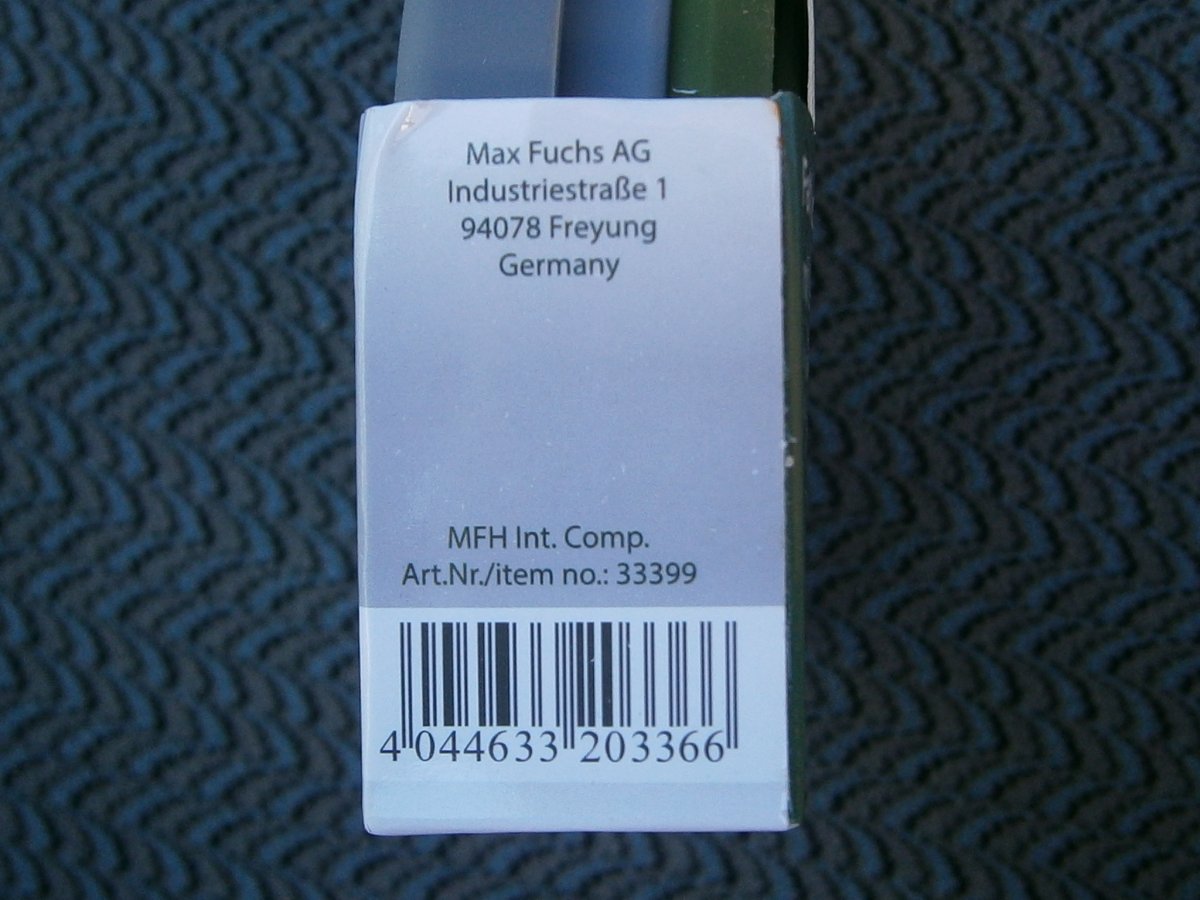 Max Fuchs AG
Industriestraße 1
94078 Freyung
Germany
MFH Int. Comp.
Art.Nr./item no.: 33399
4 044633 203366